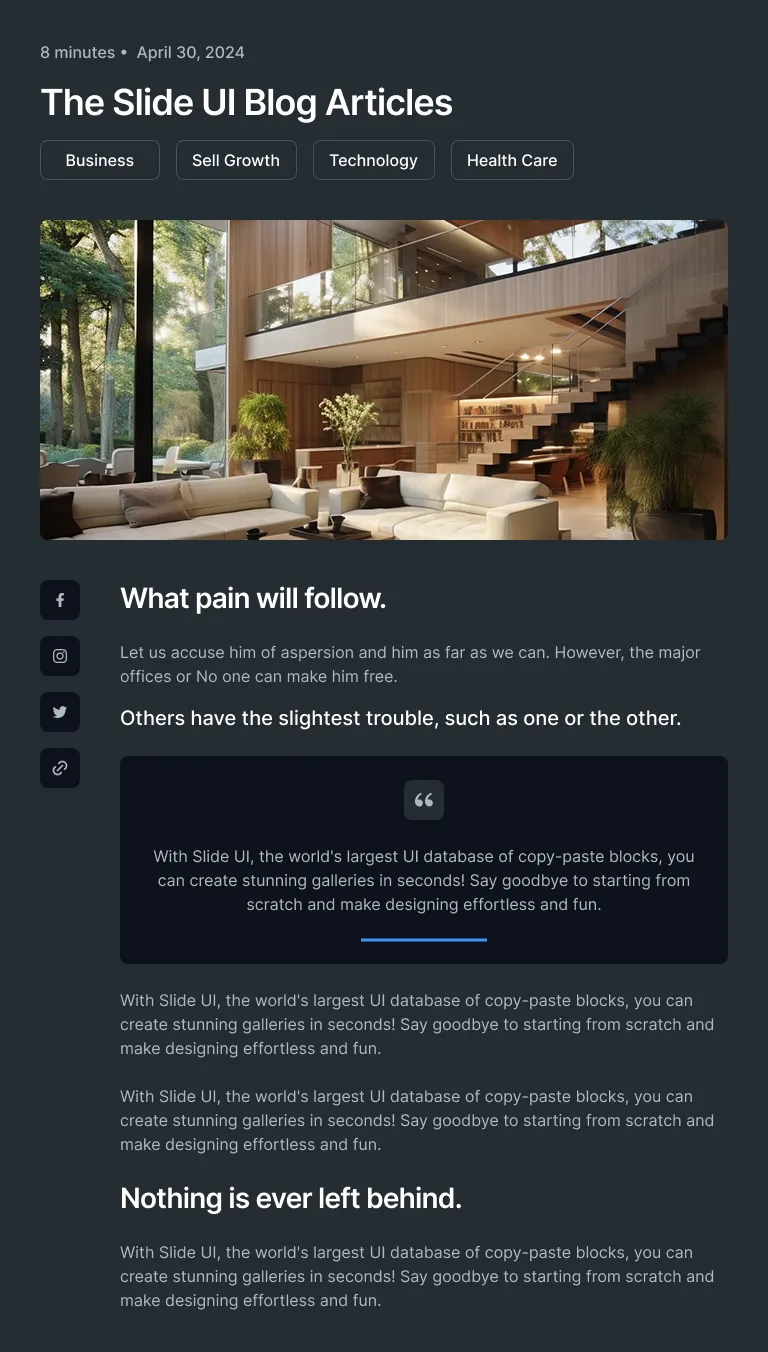 8 minutes • April 30, 2024
The Slide UI Blog Articles
Business
Sell Growth
Technology
Health Care
What pain will follow.
Let us accuse him of aspersion and him as far as we can. However, the major
offices or No one can make him free.
Others have the slightest trouble, such as one or the other.
With Slide UI, the world's largest UI database of copy-paste blocks, you
can create stunning galleries in seconds! Say goodbye to starting from
scratch and make designing effortless and fun.
With Slide UI, the world's largest UI database of copy-paste blocks, you can
create stunning galleries in seconds! Say goodbye to starting from scratch and
make designing effortless and fun.
With Slide UI, the world's largest UI database of copy-paste blocks, you can
create stunning galleries in seconds! Say goodbye to starting from scratch and
make designing effortless and fun.
Nothing is ever left behind.
With Slide UI, the world's largest UI database of copy-paste blocks, you can
create stunning galleries in seconds! Say goodbye to starting from scratch and
make designing effortless and fun.